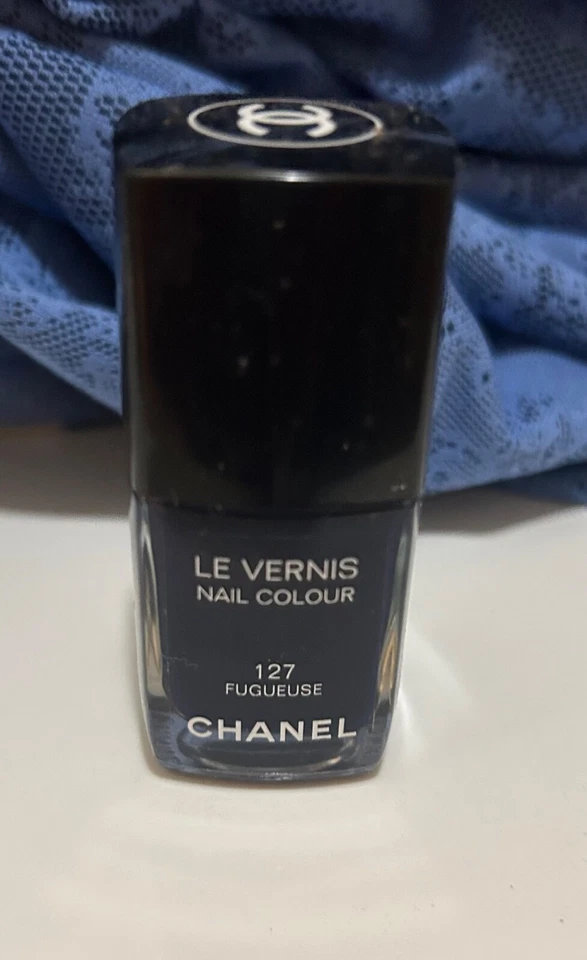 LE VERNIS
NAIL COLOUR
127
FUGUEUSE
CHANEL